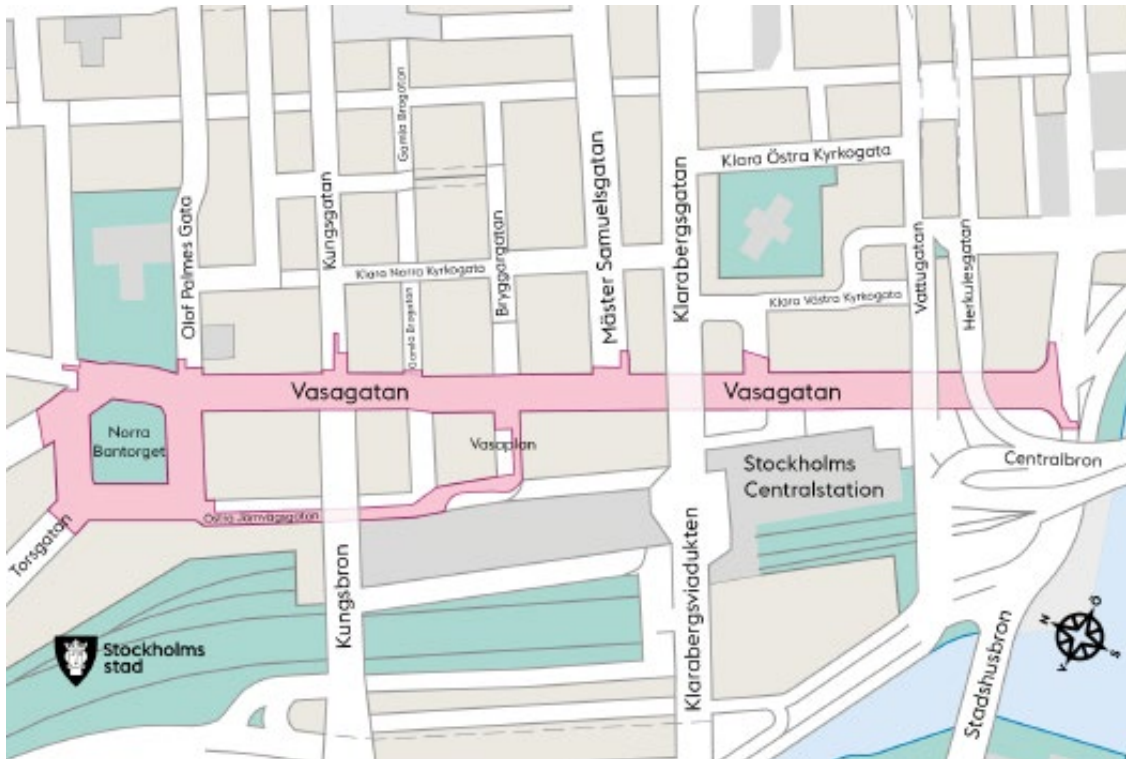 Gamla Brogatan
Klara Östra Kyrkogata
Olof Palmes Gata
Kungsgatan
Bryggargatan
Mäster Samuelsgatan
Klarabergsgatan
Vattugatan
Herkulesgatan
Klara Norra Kyrkogata
Klara Västra Kyrkogata
Gamla Brogatan
Vasagatan
Vasagatan
Norra
Bantorget
Vasaplan
Stockholms
Centralstation
Centralbron
Östra Järnvägsgatan
Torsgatan
Kungsbron
Klarabergsviadukten
Stadshusbron
Stockholms
stad
N
Ö
V
S